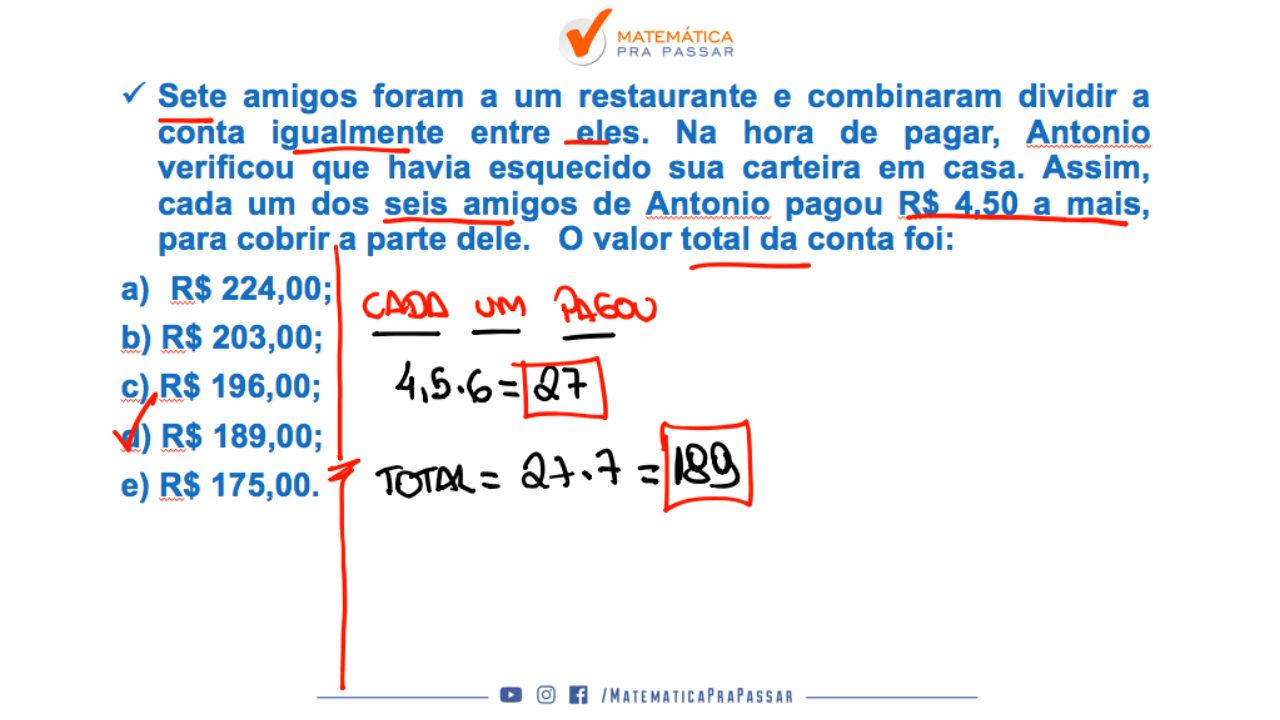 MATEMÁTICA
PRA PASSAR
✓ Sete amigos foram a um restaurante e combinaram dividir a
conta igualmente entre eles. Na hora de pagar, Antonio
verificou que havia esquecido sua carteira em casa. Assim,
cada um dos seis amigos de Antonio pagou R$ 4,50 a mais,
para cobrir a parte dele. O valor total da conta foi:
a) R$ 224,00;
b) R$ 203,00;
c) R$ 196,00;
d) R$ 189,00;
e) R$ 175,00.
CADA UM PAGOU
4,5.6 = 27
TOTAL = 27.7 = 189
/MATEMATICAPRAPASSAR